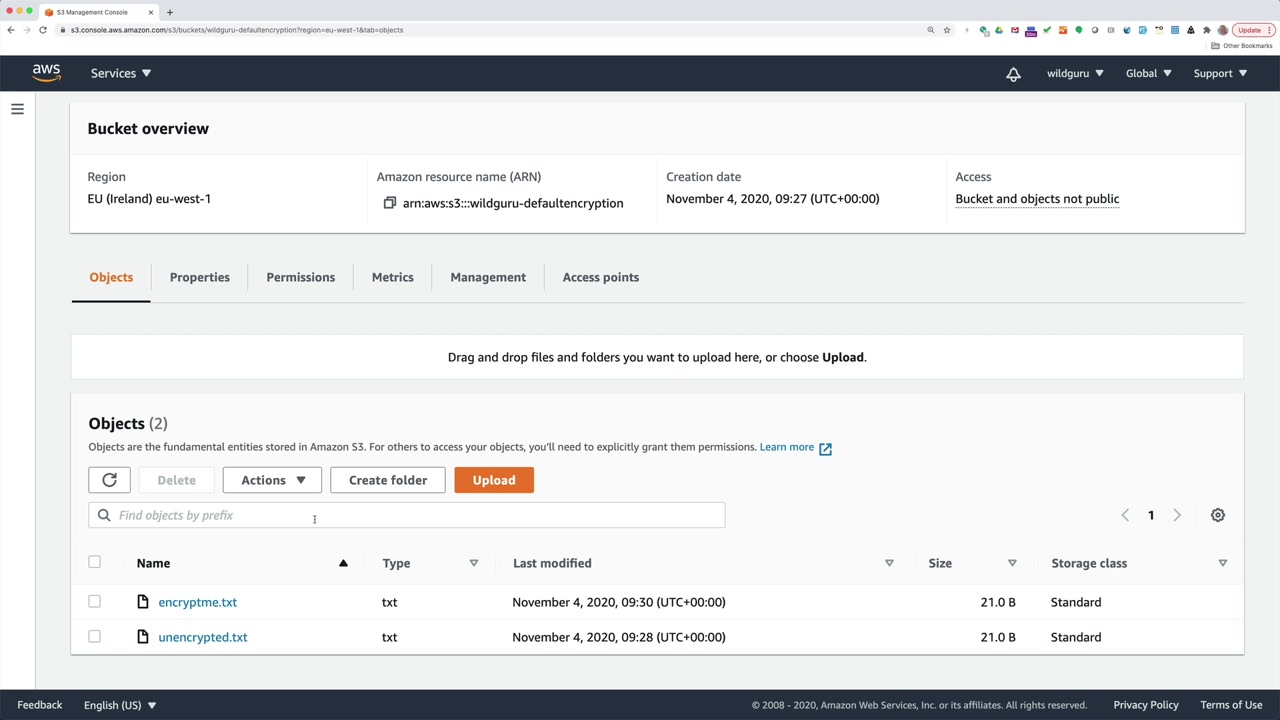 S3 Management Console
s3.console.aws.amazon.com/s3/buckets/wildguru-defaultencryption?region=eu-west-1&tab=objects
Update
Other Bookmarks
aws
Services
wildguru
Global
Support
Bucket overview
Region
Amazon resource name (ARN)
Creation date
Access
EU (Ireland) eu-west-1
arn:aws:s3:::wildguru-defaultencryption
November 4, 2020, 09:27 (UTC+00:00)
Bucket and objects not public
Objects
Properties
Permissions
Metrics
Management
Access points
Drag and drop files and folders you want to upload here, or choose Upload.
Objects (2)
Objects are the fundamental entities stored in Amazon S3. For others to access your objects, you'll need to explicitly grant them permissions. Learn more
Delete
Actions
Create folder
Upload
Find objects by prefix
1
Name
Type
Last modified
Size
Storage class
encryptme.txt
txt
November 4, 2020, 09:30 (UTC+00:00)
21.0 B
Standard
unencrypted.txt
txt
November 4, 2020, 09:28 (UTC+00:00)
21.0 B
Standard
Feedback
English (US)
© 2008 - 2020, Amazon Web Services, Inc. or its affiliates. All rights reserved.
Privacy Policy
Terms of Use